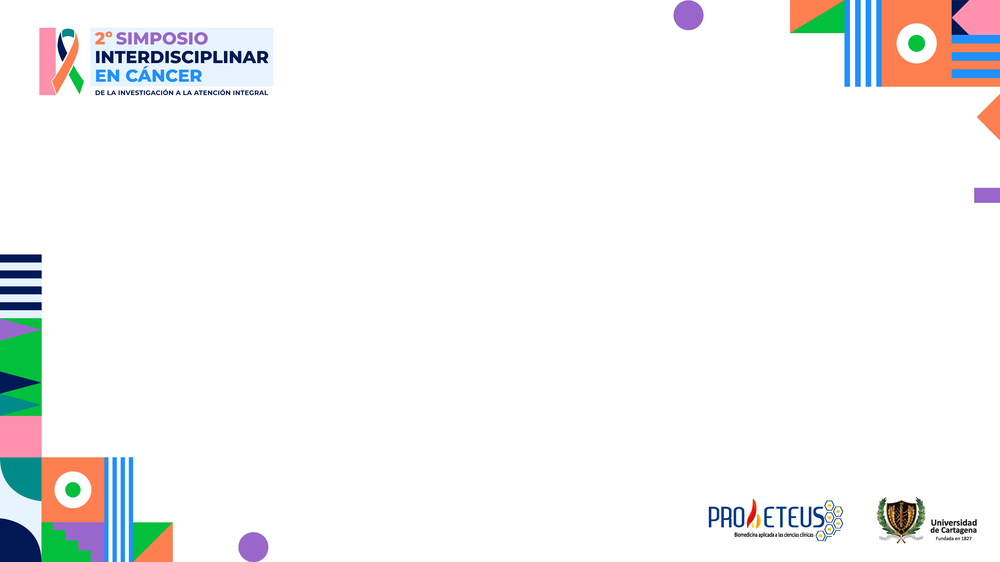 2º SIMPOSIO
INTERDISCIPLINAR
EN CÁNCER
DE LA INVESTIGACIÓN A LA ATENCIÓN INTEGRAL
PROMETEUS
Biomedicina aplicada a las ciencias clínicas
Universidad
de Cartagena
Fundada en 1827